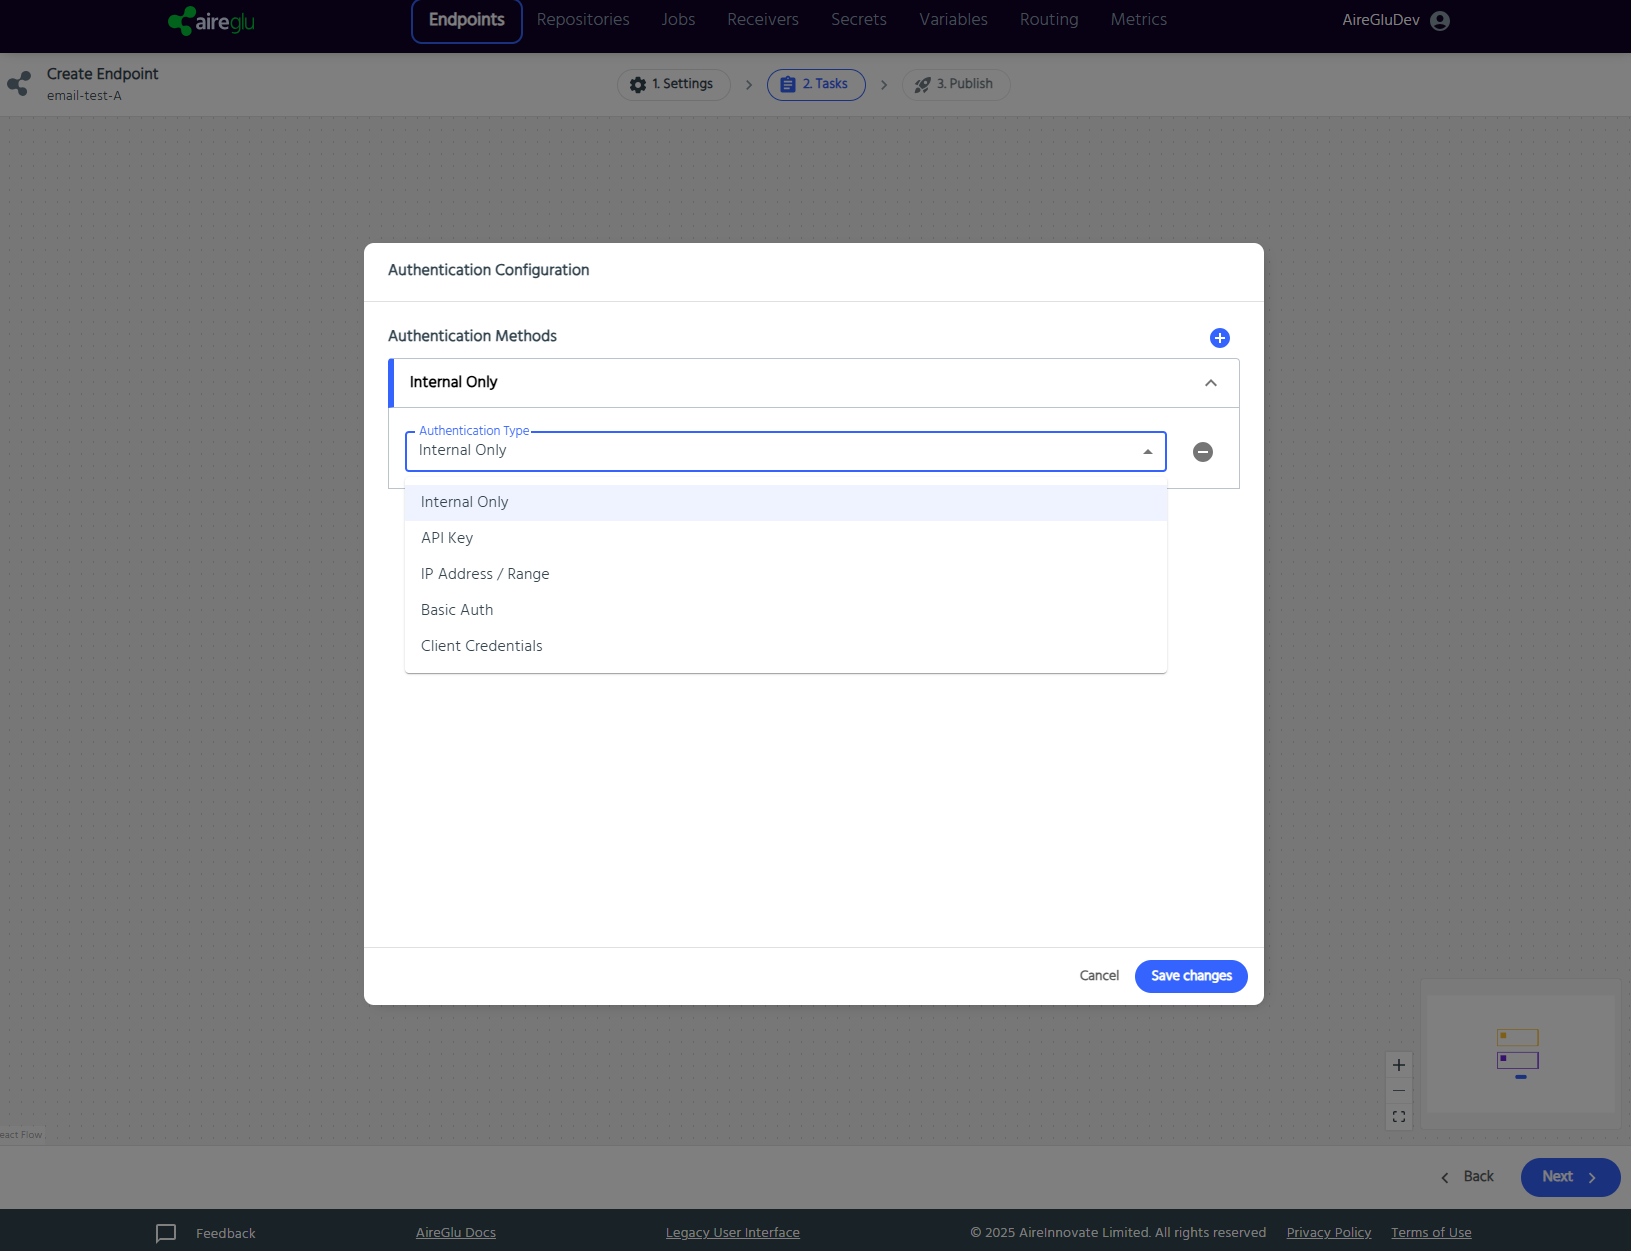 aireglu
Endpoints
Repositories
Jobs
Receivers
Secrets
Variables
Routing
Metrics
AireGluDev
Create Endpoint
email-test-A
1. Settings
2. Tasks
3. Publish
Authentication Configuration
Authentication Methods
Internal Only
Authentication Type
Internal Only
Internal Only
API Key
IP Address / Range
Basic Auth
Client Credentials
Cancel
Save changes
eact Flow
Back
Next
Feedback
AireGlu Docs
Legacy User Interface
© 2025 AireInnovate Limited. All rights reserved
Privacy Policy
Terms of Use